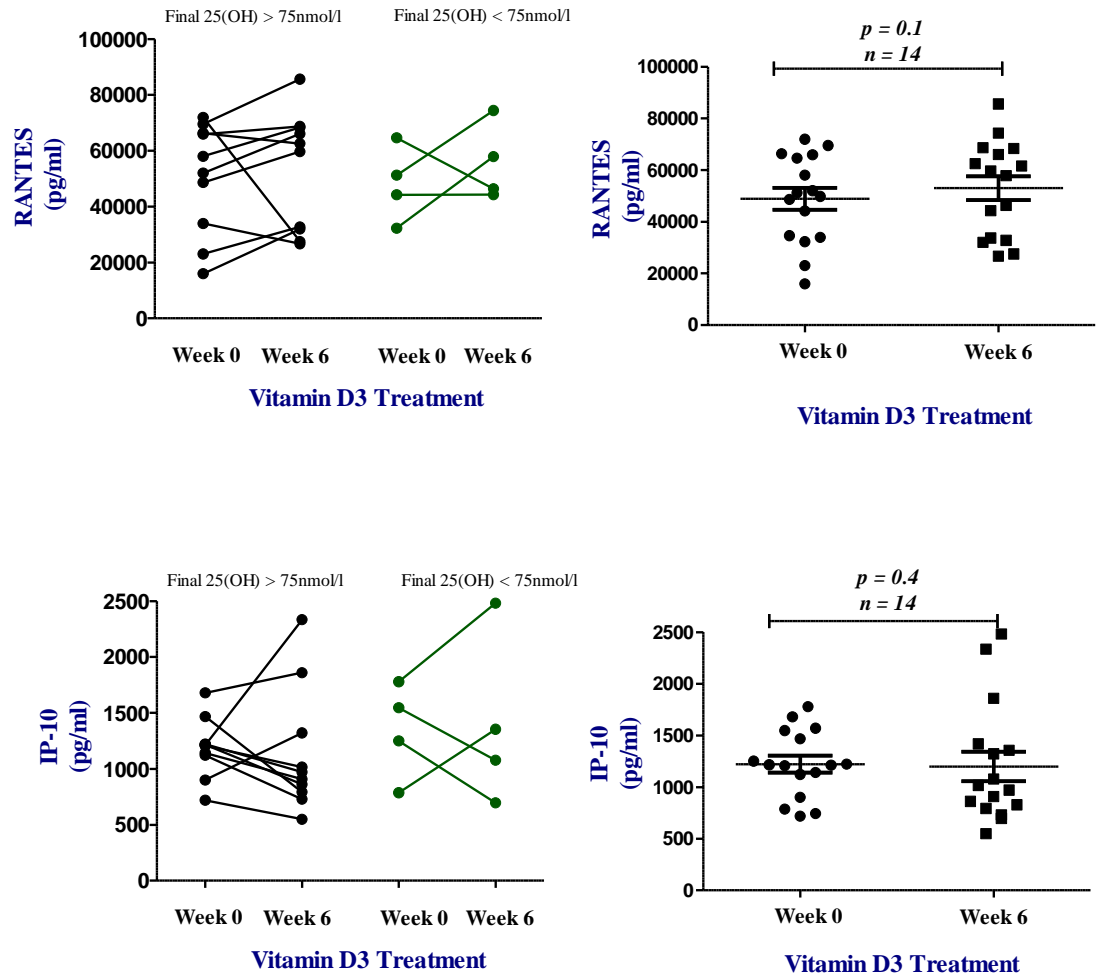 Final 25(OH) > 75nmol/l
Final 25(OH) < 75nmol/l
100000
80000
60000
40000
20000
0
RANTES
(pg/ml)
Week 0
Week 6
Week 0
Week 6
Vitamin D3 Treatment
p = 0.1
n = 14
100000
80000
60000
40000
20000
0
RANTES
(pg/ml)
Week 0
Week 6
Vitamin D3 Treatment
Final 25(OH) > 75nmol/l
Final 25(OH) < 75nmol/l
2500
2000
1500
1000
500
0
IP-10
(pg/ml)
Week 0
Week 6
Week 0
Week 6
Vitamin D3 Treatment
p = 0.4
n = 14
2500
2000
1500
1000
500
0
IP-10
(pg/ml)
Week 0
Week 6
Vitamin D3 Treatment